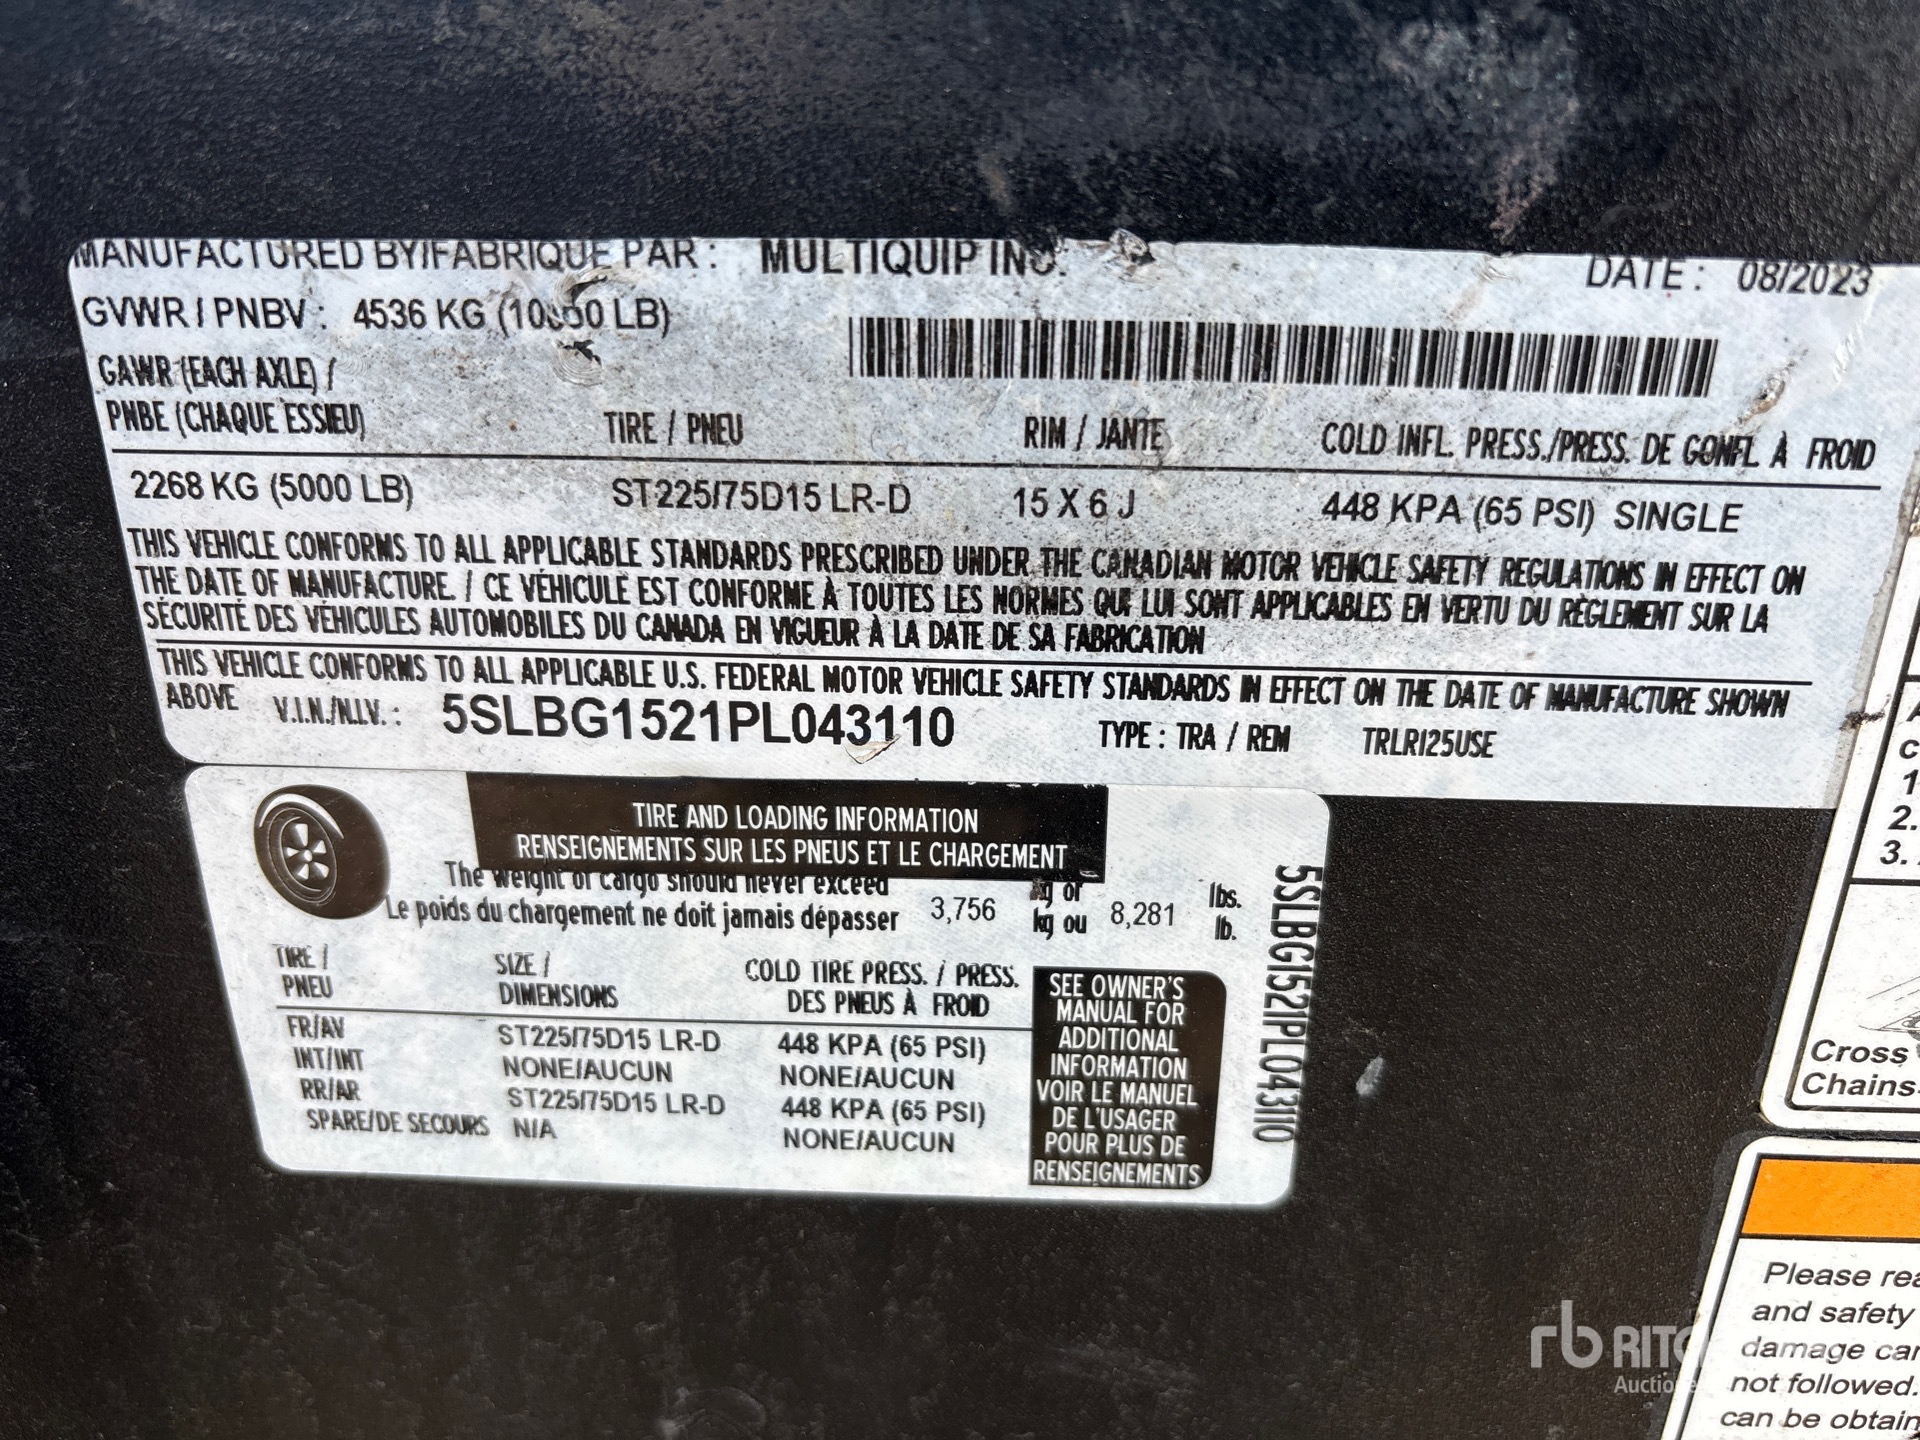 MANUFACTURED BY/FABRIQUE PAR : MULTIQUIP INC. DATE : 08/2023
GVWR / PNBV : 4536 KG (10000 LB)
GAWR (EACH AXLE) /
PNBE (CHAQUE ESSIEU) TIRE / PNEU RIM / JANTE COLD INFL. PRESS./PRESS. DE GONFL À FROID
2268 KG (5000 LB) ST225/75D15 LR-D 15 X 6 J 448 KPA (65 PSI) SINGLE
THIS VEHICLE CONFORMS TO ALL APPLICABLE STANDARDS PRESCRIBED UNDER THE CANADIAN MOTOR VEHICLE SAFETY REGULATIONS IN EFFECT ON
THE DATE OF MANUFACTURE. / CE VÉHICULE EST CONFORME À TOUTES LES NORMES QUI LUI SONT APPLICABLES EN VERTU DU RÈGLEMENT SUR LA
SÉCURITÉ DES VÉHICULES AUTOMOBILES DU CANADA EN VIGUEUR À LA DATE DE SA FABRICATION
THIS VEHICLE CONFORMS TO ALL APPLICABLE U.S. FEDERAL MOTOR VEHICLE SAFETY STANDARDS IN EFFECT ON THE DATE OF MANUFACTURE SHOWN
ABOVE V.I.N./N.I.V. : 5SLBG1521PL043110 TYPE : TRA / REM TRLR125USE
TIRE AND LOADING INFORMATION
RENSEIGNEMENTS SUR LES PNEUS ET LE CHARGEMENT
The weight of cargo should never exceed kg or lbs.
Le poids du chargement ne doit jamais dépasser 3,756 kg ou 8,281 lb.
TIRE / PNEU SIZE / DIMENSIONS COLD TIRE PRESS. / PRESS. DES PNEUS À FROID
FR/AV ST225/75D15 LR-D 448 KPA (65 PSI)
INT/INT NONE/AUCUN NONE/AUCUN
RR/AR ST225/75D15 LR-D 448 KPA (65 PSI)
SPARE/DE SECOURS N/A NONE/AUCUN
SEE OWNER'S
MANUAL FOR
ADDITIONAL
INFORMATION
VOIR LE MANUEL
DE L'USAGER
POUR PLUS DE
RENSEIGNEMENTS
5SLBG1521PL043110
1
2.
3.
Cross
Chains
Please
and safety
damage
not followed.
can be
rb
Auctio